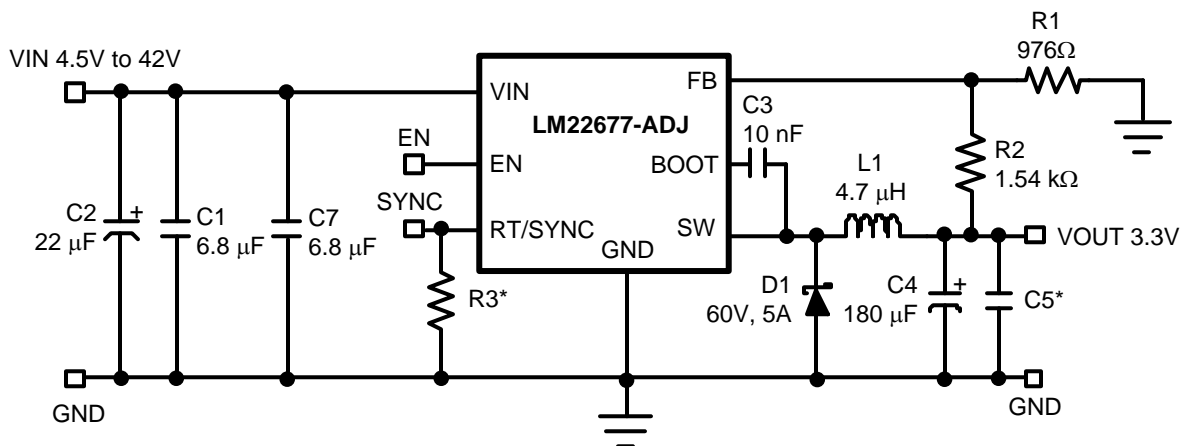 R1
976Ω
VIN 4.5V to 42V
VIN
FB
LM22677-ADJ
C3
10 nF
EN
EN
BOOT
R2
1.54 kΩ
L1
4.7 μH
SYNC
RT/SYNC
SW
GND
VOUT 3.3V
C2
+
22 μF
C1
6.8 μF
C7
6.8 μF
R3*
D1
60V, 5A
C4
+
180 μF
C5*
GND
GND